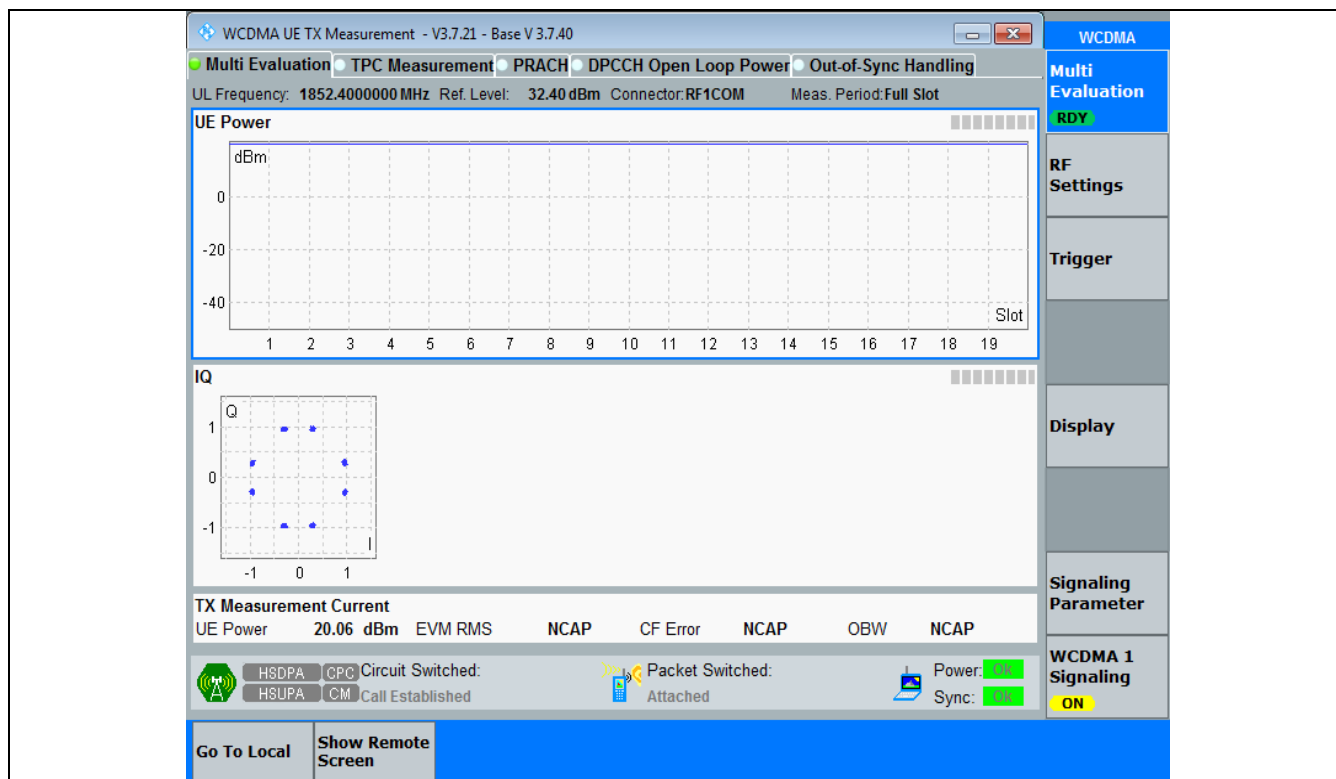 WCDMA UE TX Measurement - V3.7.21 - Base V 3.7.40
WCDMA
Multi Evaluation TPC Measurement PRACH DPCCH Open Loop Power Out-of-Sync Handling
UL Frequency: 1852.4000000 MHz Ref. Level: 32.40 dBm Connector: RF1COM Meas. Period: Full Slot
Multi
Evaluation
RDY
UE Power
dBm
0
-20
-40
Slot
1 2 3 4 5 6 7 8 9 10 11 12 13 14 15 16 17 18 19
RF
Settings
Trigger
IQ
Q
1
0
-1
I
-1 0 1
Display
TX Measurement Current
UE Power 20.06 dBm EVM RMS NCAP CF Error NCAP OBW NCAP
Signaling
Parameter
HSDPA CPC Circuit Switched: Packet Switched: Power: Ok
HSUPA CM Call Established Attached Sync: Ok
WCDMA 1
Signaling
ON
Go To Local
Show Remote
Screen